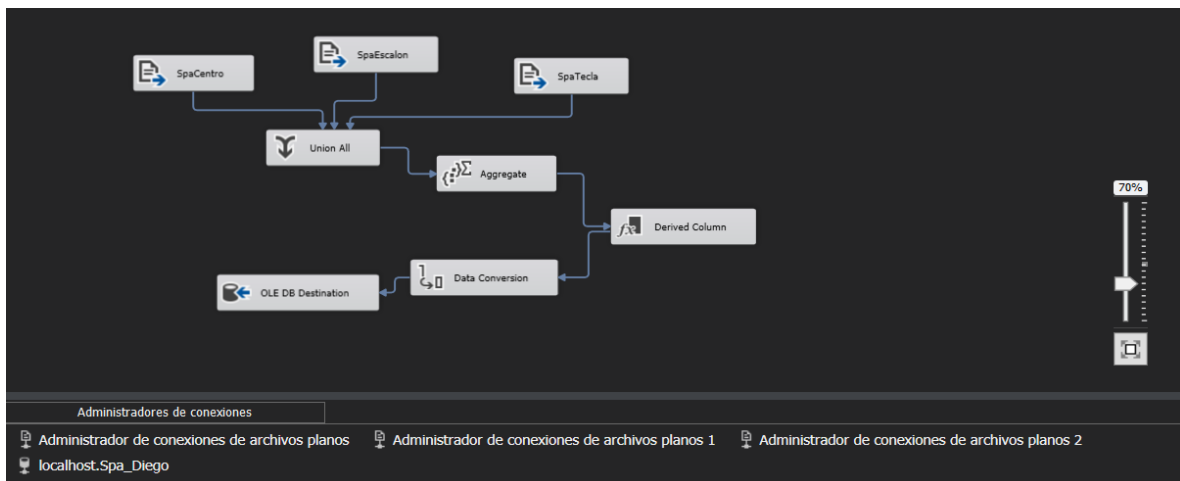 SpaEscalon
SpaCentro
SpaTecla
Union All
Aggregate
70%
Derived Column
Data Conversion
OLE DB Destination
Administradores de conexiones
Administrador de conexiones de archivos planos
Administrador de conexiones de archivos planos 1
Administrador de conexiones de archivos planos 2
localhost.Spa_Diego